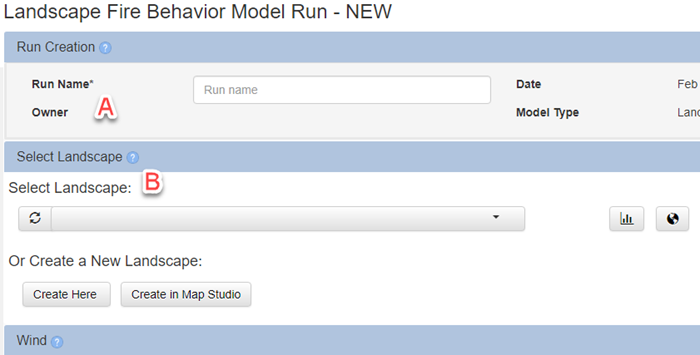 Landscape Fire Behavior Model Run - NEW
Run Creation ?
Run Name* Run name Date Feb
Owner A Model Type Land
Select Landscape ?
Select Landscape: B
Or Create a New Landscape:
Create Here Create in Map Studio
Wind ?